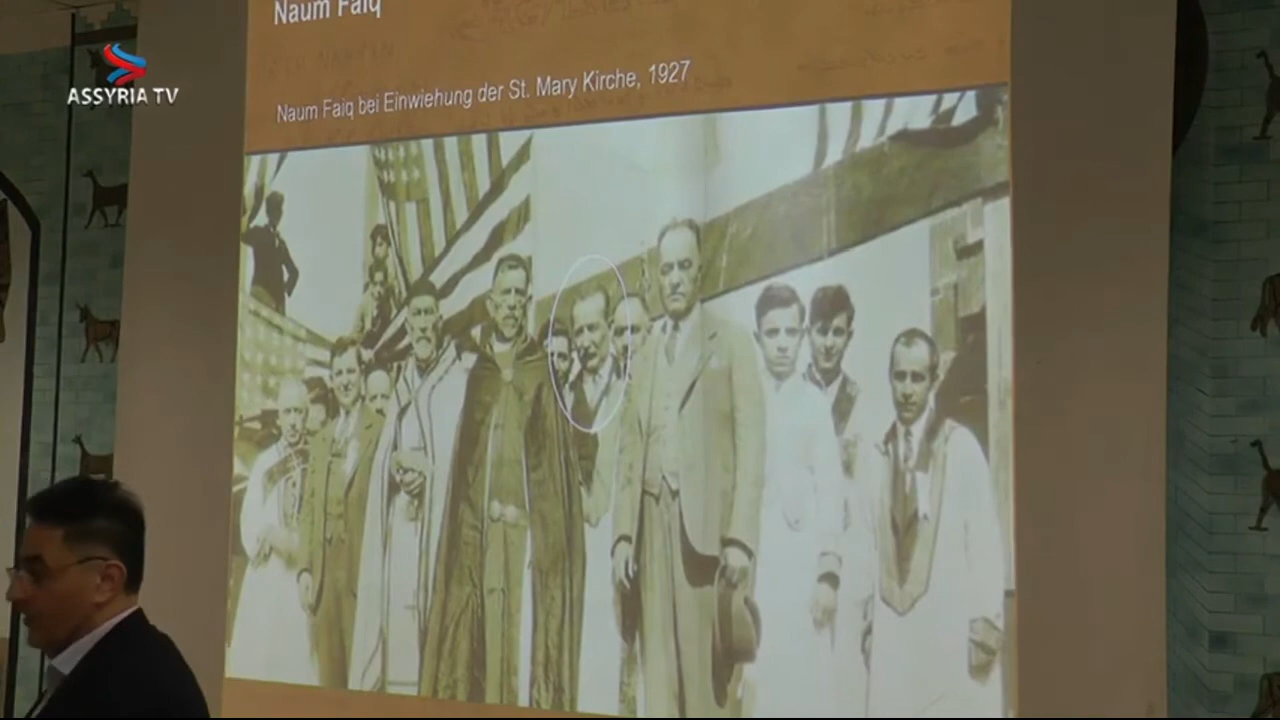 Naum Faiq
ASSYRIA TV
Naum Faiq bei Einwiehung der St. Mary Kirche, 1927